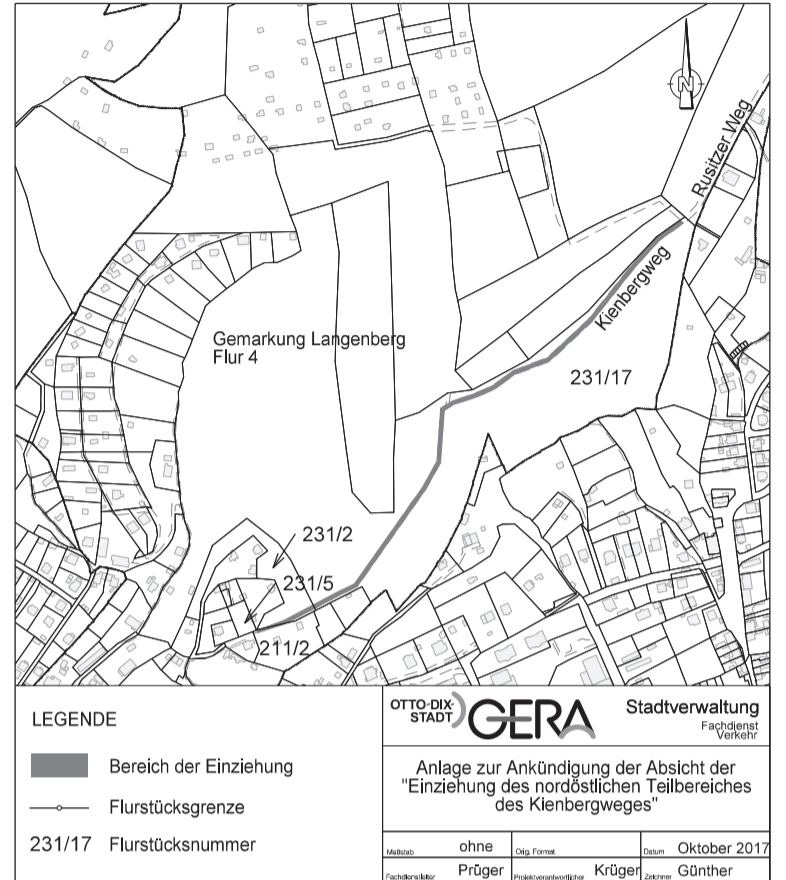 N
Rusitzer Weg
Kienbergweg
Gemarkung Langenberg
Flur 4
231/17
231/2
231/5
211/2
LEGENDE
Bereich der Einziehung
Flurstücksgrenze
231/17 Flurstücksnummer
OTTO-DIX-
STADT
GERA
Stadtverwaltung
Fachdienst
Verkehr
Anlage zur Ankündigung der Absicht der
"Einziehung des nordöstlichen Teilbereiches
des Kienbergweges"
Maßstab ohne Orig. Format Datum Oktober 2017
Fachdienstleiter Prüger Projektverantwortlicher Krüger Zeichner Günther